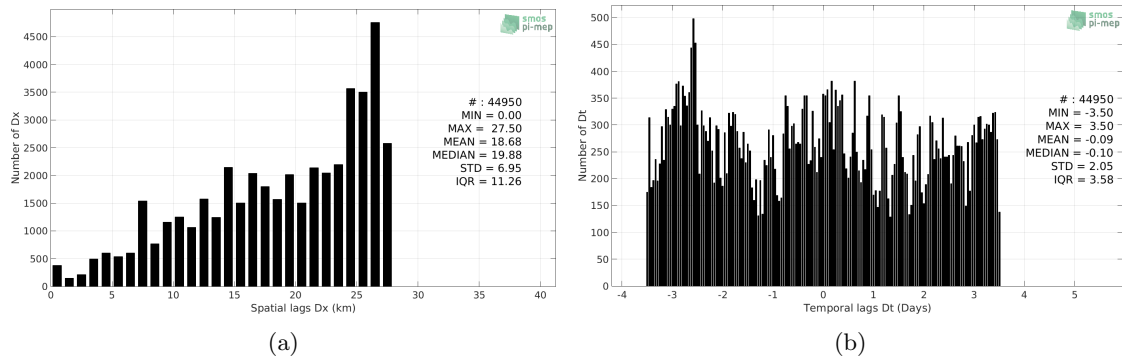 smos
pi-mep
4500
4000
3500
3000
2500
2000
1500
1000
500
0
Number of Dx
# : 44950
MIN = 0.00
MAX = 27.50
MEAN = 18.68
MEDIAN = 19.88
STD = 6.95
IQR = 11.26
0 5 10 15 20 25 30 35 40
Spatial lags Dx (km)
(a)
smos
pi-mep
500
450
400
350
300
250
200
150
100
50
0
Number of Dt
# : 44950
MIN = -3.50
MAX = 3.50
MEAN = -0.09
MEDIAN = -0.10
STD = 2.05
IQR = 3.58
-4 -3 -2 -1 0 1 2 3 4 5
Temporal lags Dt (Days)
(b)